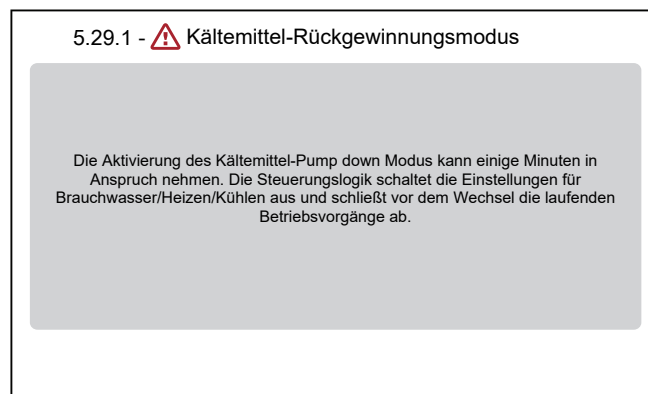 5.29.1 - Kältemittel-Rückgewinnungsmodus
Die Aktivierung des Kältemittel-Pump down Modus kann einige Minuten in
Anspruch nehmen. Die Steuerungslogik schaltet die Einstellungen für
Brauchwasser/Heizen/Kühlen aus und schließt vor dem Wechsel die laufenden
Betriebsvorgänge ab.